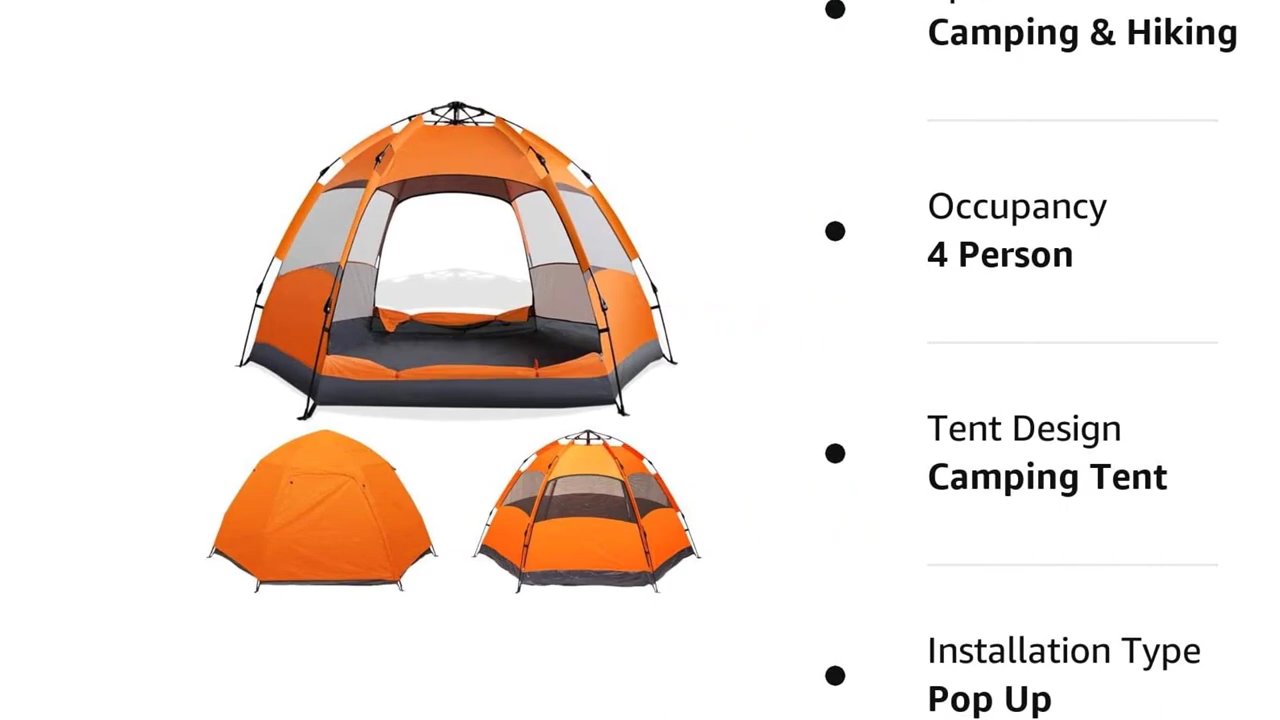 Camping & Hiking
Occupancy
4 Person
Tent Design
Camping Tent
Installation Type
Pop Up